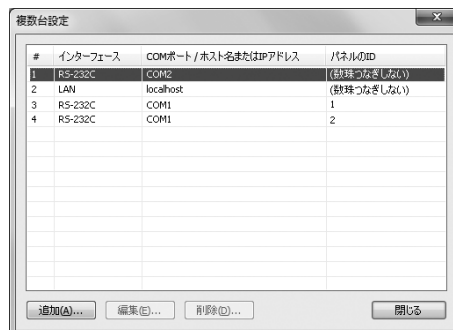 複数台設定
# インターフェース COMポート / ホスト名またはIPアドレス パネルのID
1 RS-232C COM2 (数珠つなぎしない)
2 LAN localhost (数珠つなぎしない)
3 RS-232C COM1 1
4 RS-232C COM1 2
追加(A)... 編集(E)... 削除(D)... 閉じる